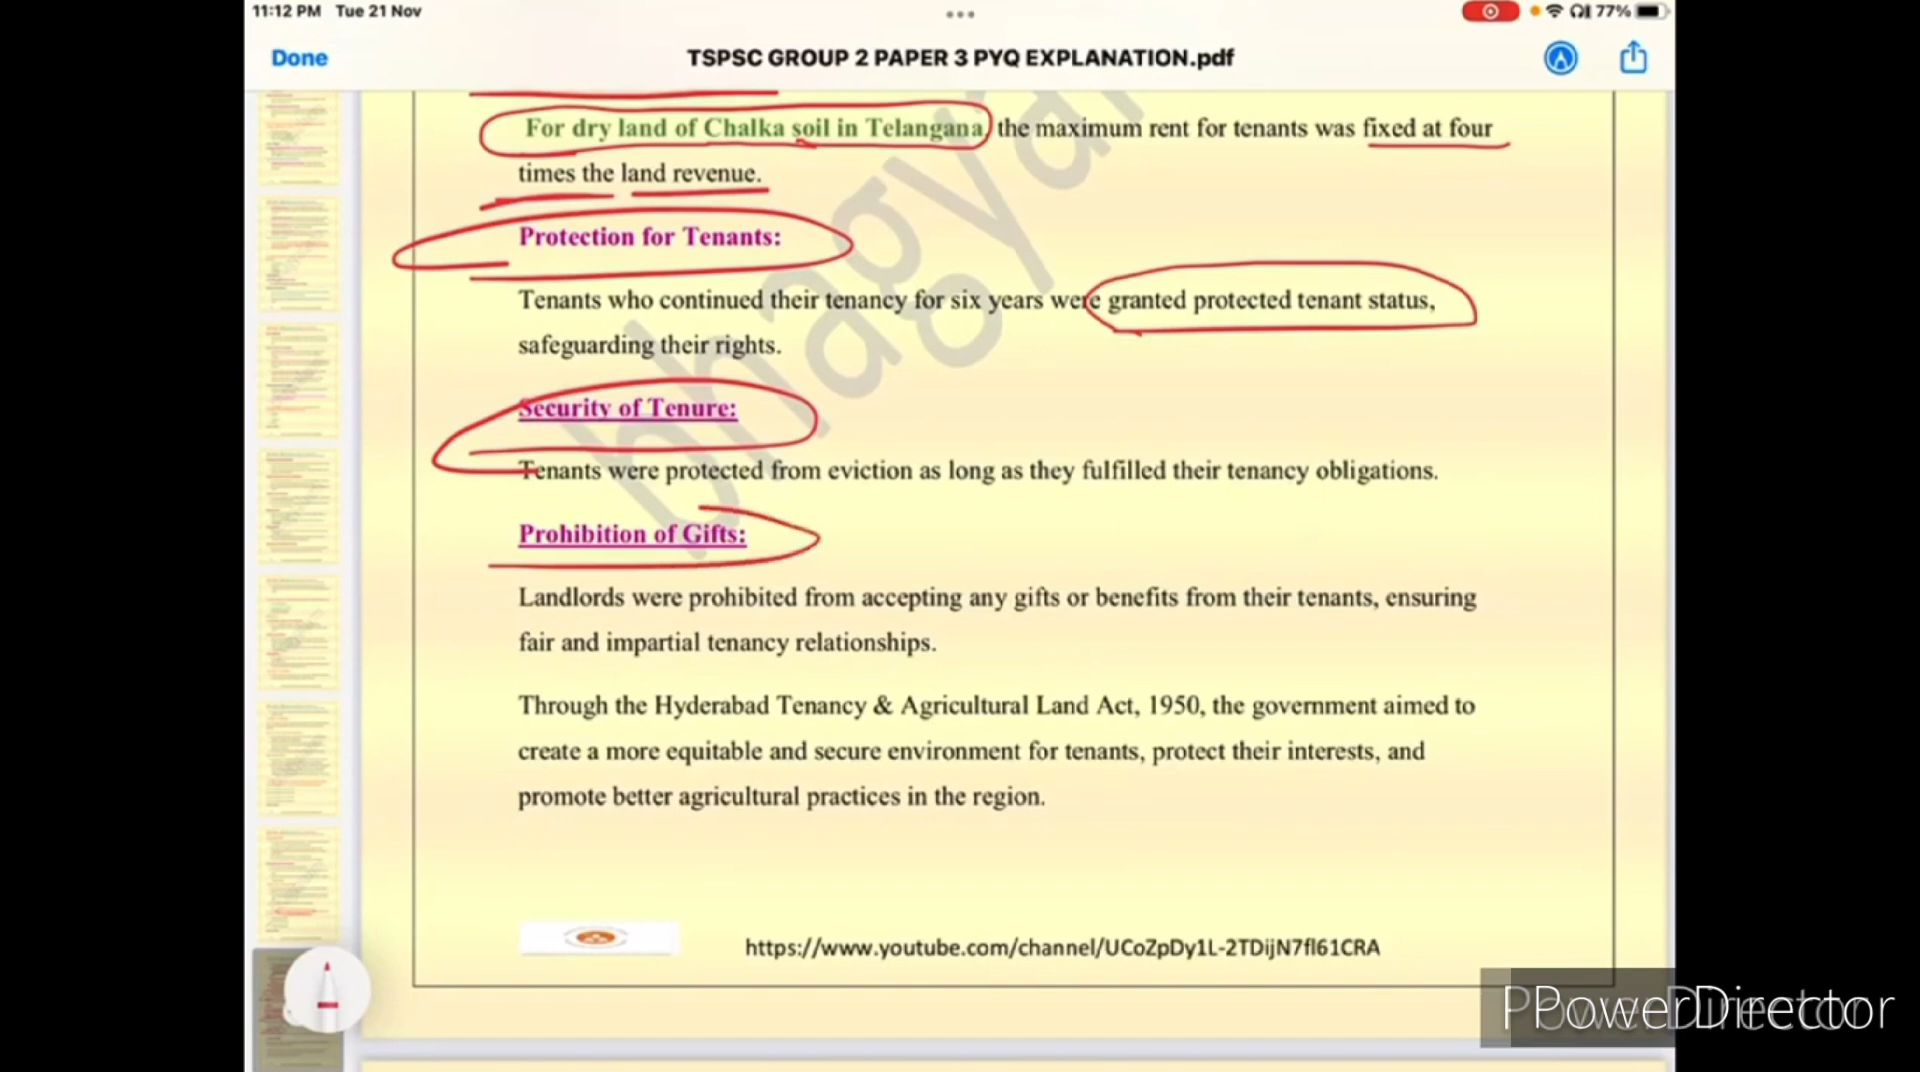 11:12 PM Tue 21 Nov
77%
Done
TSPSC GROUP 2 PAPER 3 PYQ EXPLANATION.pdf
For dry land of Chalka soil in Telangana, the maximum rent for tenants was fixed at four
times the land revenue.
Protection for Tenants:
Tenants who continued their tenancy for six years were granted protected tenant status,
safeguarding their rights.
Security of Tenure:
Tenants were protected from eviction as long as they fulfilled their tenancy obligations.
Prohibition of Gifts:
Landlords were prohibited from accepting any gifts or benefits from their tenants, ensuring
fair and impartial tenancy relationships.
Through the Hyderabad Tenancy & Agricultural Land Act, 1950, the government aimed to
create a more equitable and secure environment for tenants, protect their interests, and
promote better agricultural practices in the region.
https://www.youtube.com/channel/UCoZpDy1L-2TDijN7fl61CRA
PowerDirector